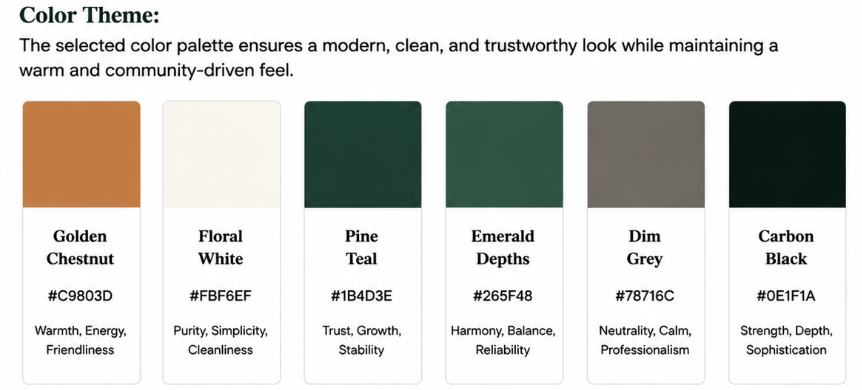 Color Theme:
The selected color palette ensures a modern, clean, and trustworthy look while maintaining a
warm and community-driven feel.
Golden
Chestnut
#C9803D
Warmth, Energy,
Friendliness
Floral
White
#FBF6EF
Purity, Simplicity,
Cleanliness
Pine
Teal
#1B4D3E
Trust, Growth,
Stability
Emerald
Depths
#265F48
Harmony, Balance,
Reliability
Dim
Grey
#78716C
Neutrality, Calm,
Professionalism
Carbon
Black
#0E1F1A
Strength, Depth,
Sophistication